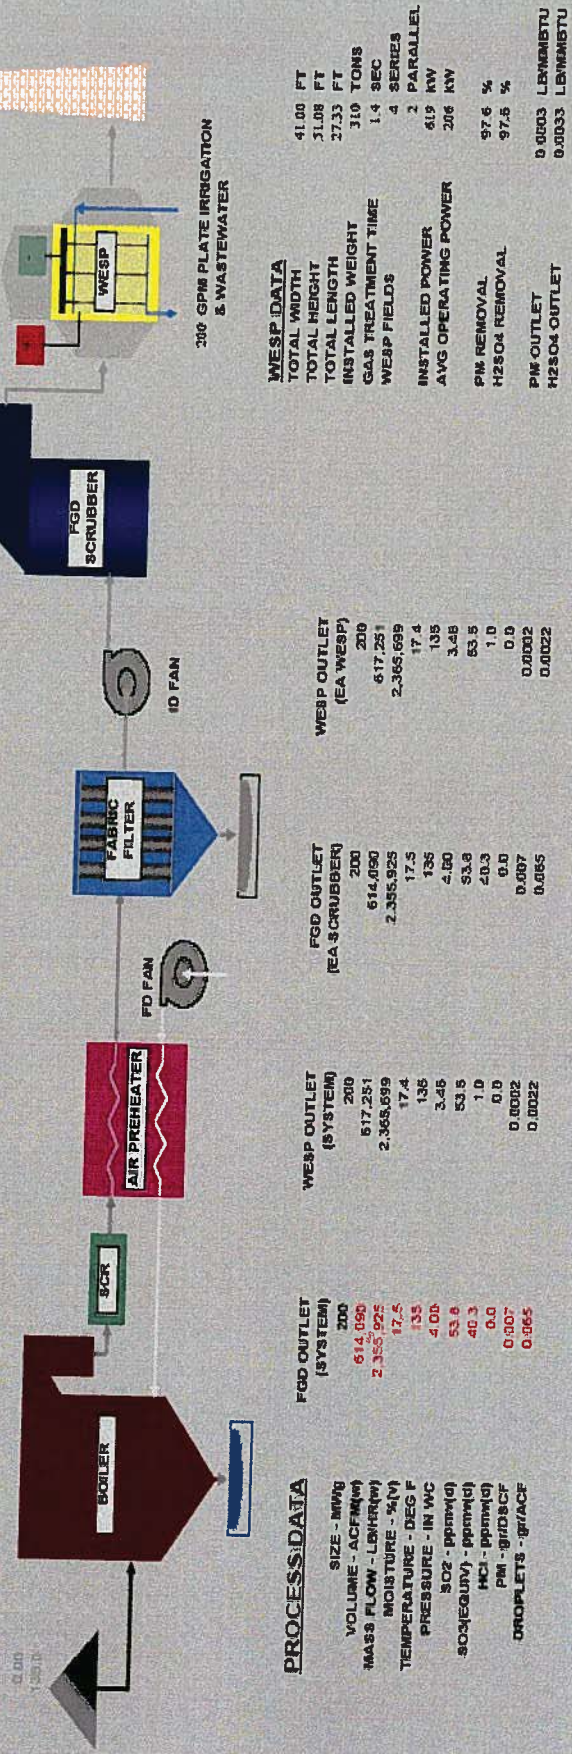 BOILER
SCR
AIR PREHEATER
FD FAN
FABRIC
FILTER
ID FAN
FGD
SCRUBBER
WESP
200 GPM PLATE IRRIGATION
& WASTEWATER
PROCESS DATA
FGD OUTLET WESP OUTLET FGD OUTLET WESP OUTLET
(SYSTEM) (SYSTEM) (EA SCRUBBER) (EA WESP)
SIZE - MWg 200 200 200 200
VOLUME - ACFM(w) 614,090 617,251 614,090 617,251
MASS FLOW - LB/HR(w) 2,355,925 2,365,699 2,355,925 2,365,699
MOISTURE - %(v) 17.5 17.4 17.5 17.4
TEMPERATURE - DEG F 135 135 135 135
PRESSURE - IN WC 4.00 3.46 4.00 3.46
SO2 - ppmv(d) 53.8 53.5 53.8 53.5
SO3(EQUIV) - ppmv(d) 40.3 1.0 40.3 1.0
HCl - ppmv(d) 0.0 0.0 0.0 0.0
PM - gr/DSCF 0.007 0.0002 0.007 0.0002
DROPLETS - gr/ACF 0.065 0.0022 0.065 0.0022
WESP DATA
TOTAL WIDTH 41.00 FT
TOTAL HEIGHT 31.08 FT
TOTAL LENGTH 27.33 FT
INSTALLED WEIGHT 310 TONS
GAS TREATMENT TIME 1.4 SEC
WESP FIELDS 4 SERIES
2 PARALLEL
INSTALLED POWER 619 KW
AVG OPERATING POWER 206 KW
PM REMOVAL 97.6 %
H2SO4 REMOVAL 97.5 %
PM OUTLET 0.0003 LB/MMBTU
H2SO4 OUTLET 0.0033 LB/MMBTU